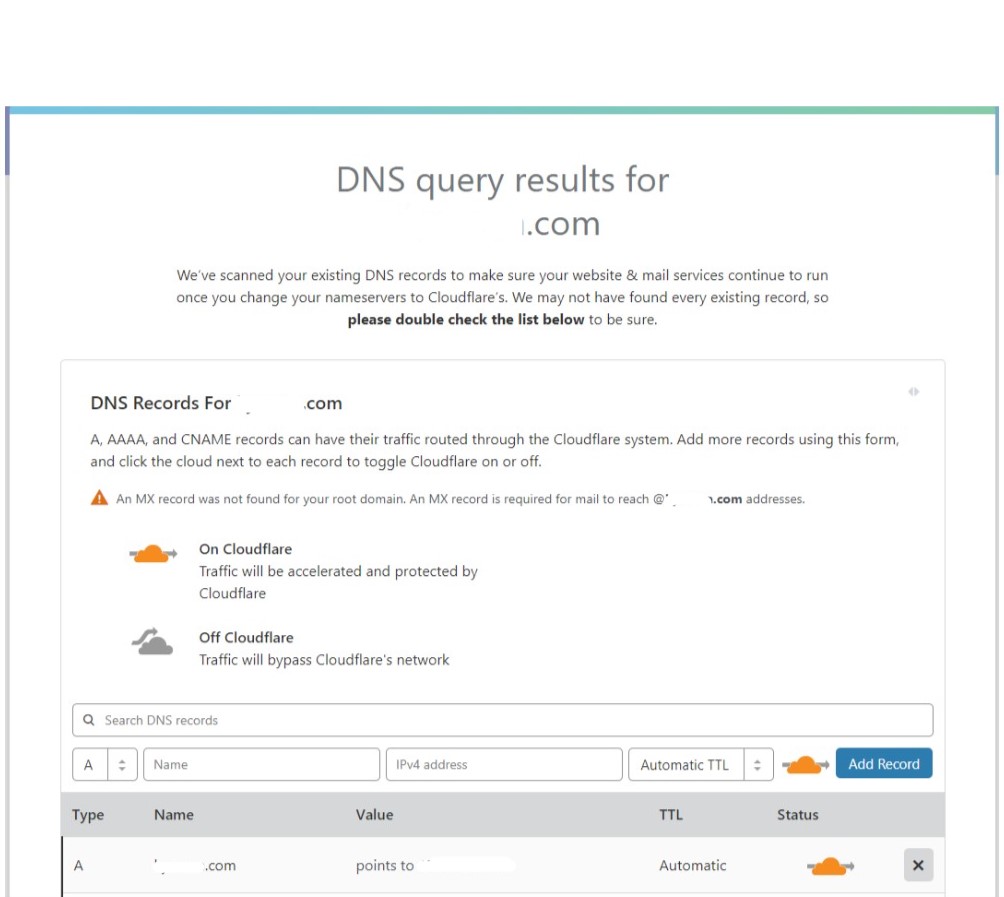 DNS query results for
.com
We've scanned your existing DNS records to make sure your website & mail services continue to run
once you change your nameservers to Cloudflare's. We may not have found every existing record, so
please double check the list below to be sure.
DNS Records For .com
A, AAAA, and CNAME records can have their traffic routed through the Cloudflare system. Add more records using this form,
and click the cloud next to each record to toggle Cloudflare on or off.
An MX record was not found for your root domain. An MX record is required for mail to reach @ .com addresses.
On Cloudflare
Traffic will be accelerated and protected by
Cloudflare
Off Cloudflare
Traffic will bypass Cloudflare's network
Search DNS records
A Name IPv4 address Automatic TTL Add Record
Type Name Value TTL Status
A .com points to Automatic